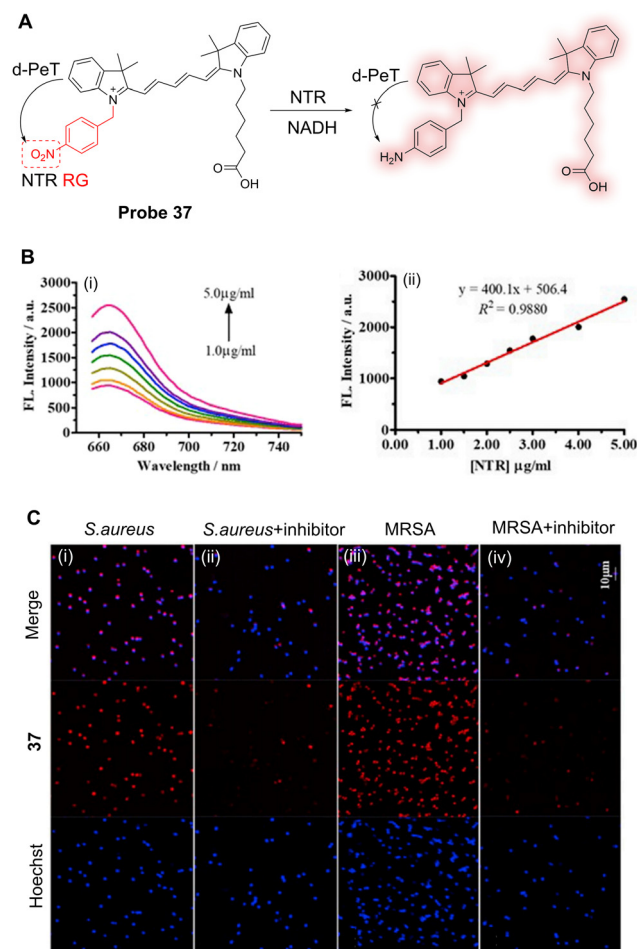 A
d-PeT
N
+
N
O₂N
NTR RG
O
OH
Probe 37
NTR
NADH
d-PeT
N
+
N
H₂N
O
OH
B
(i)
FL. Intensity / a.u.
3000
2500
2000
1500
1000
500
0
5.0µg/ml
1.0µg/ml
660 680 700 720 740
Wavelength / nm
(ii)
FL. Intensity / a.u.
3000
2000
1000
0
y = 400.1x + 506.4
R² = 0.9880
0.00 1.00 2.00 3.00 4.00 5.00
[NTR] µg/ml
C
S.aureus S.aureus+inhibitor MRSA MRSA+inhibitor
(i) (ii) (iii) (iv)
10µm
Merge
37
Hoechst